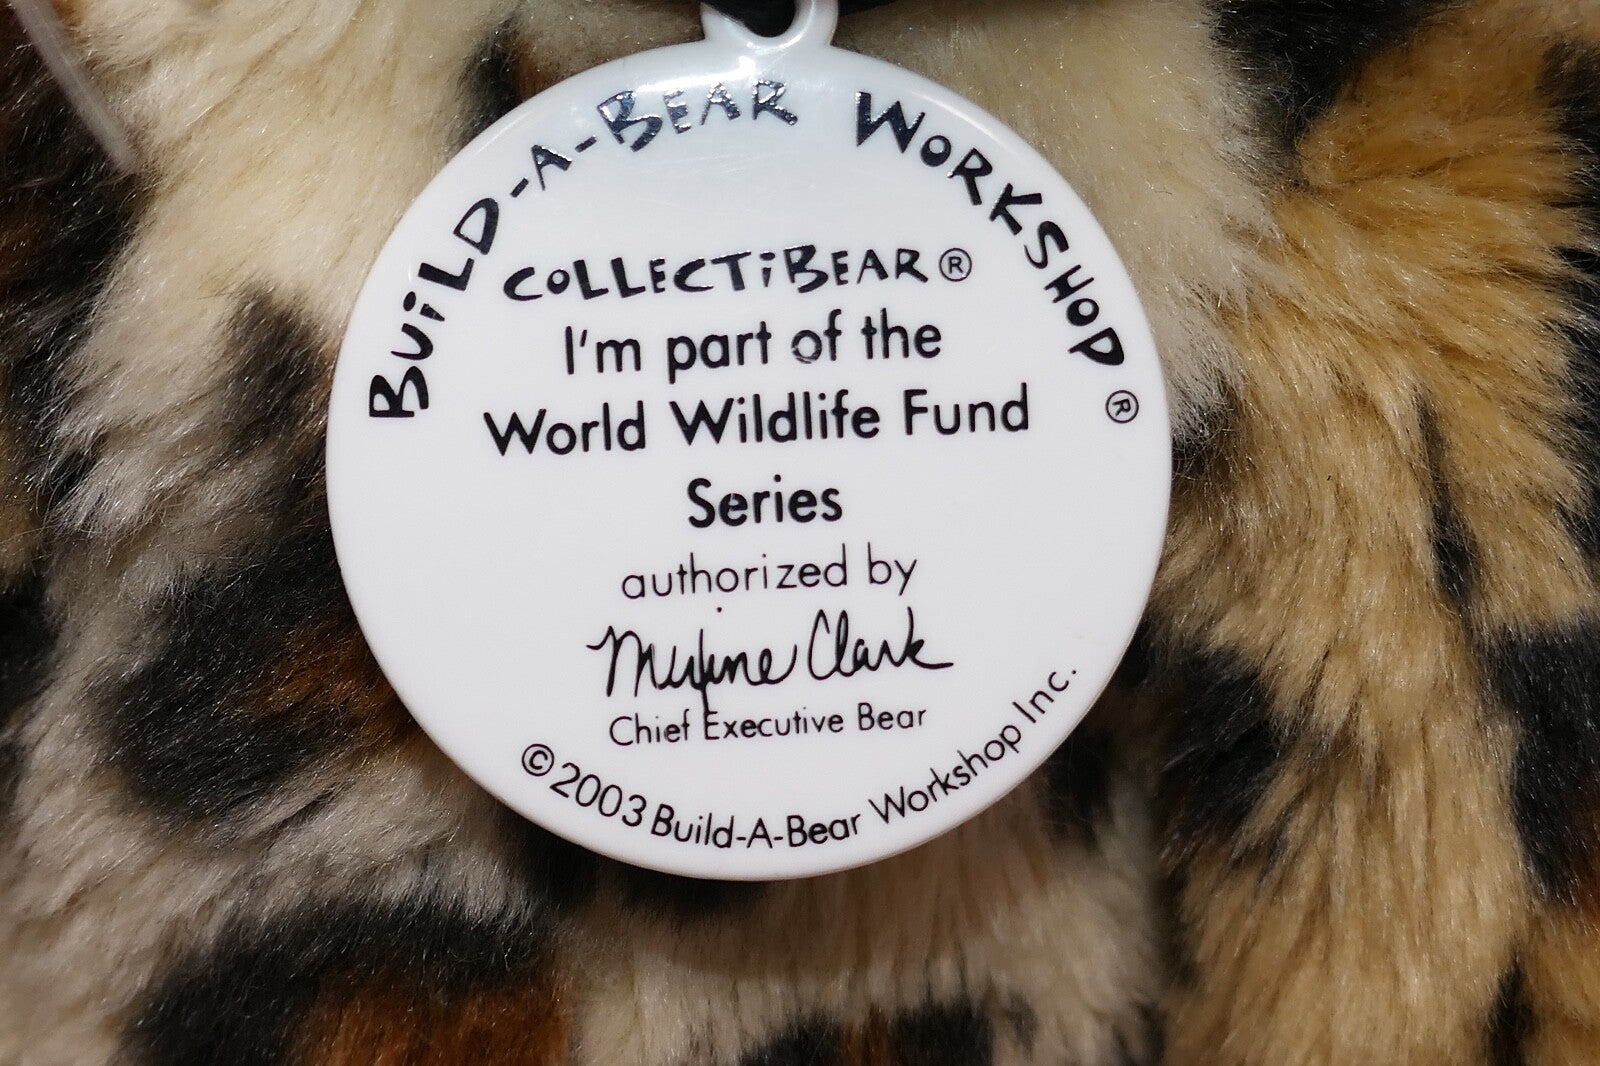 BUiLD-A-BEAR WORKSHOP ®
COLLECTiBEAR®
I'm part of the
World Wildlife Fund
Series
authorized by
Maxine Clark
Chief Executive Bear
©2003 Build-A-Bear Workshop Inc.